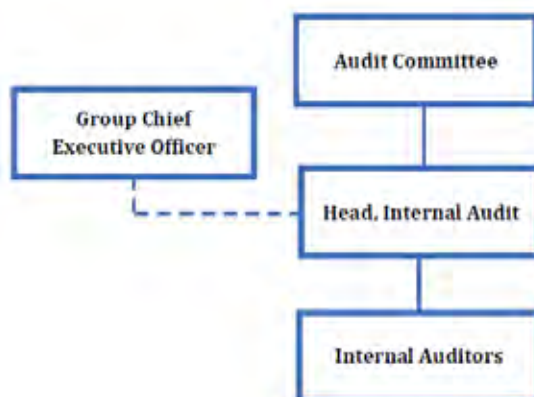 Audit Committee
Group Chief
Executive Officer
Head, Internal Audit
Internal Auditors